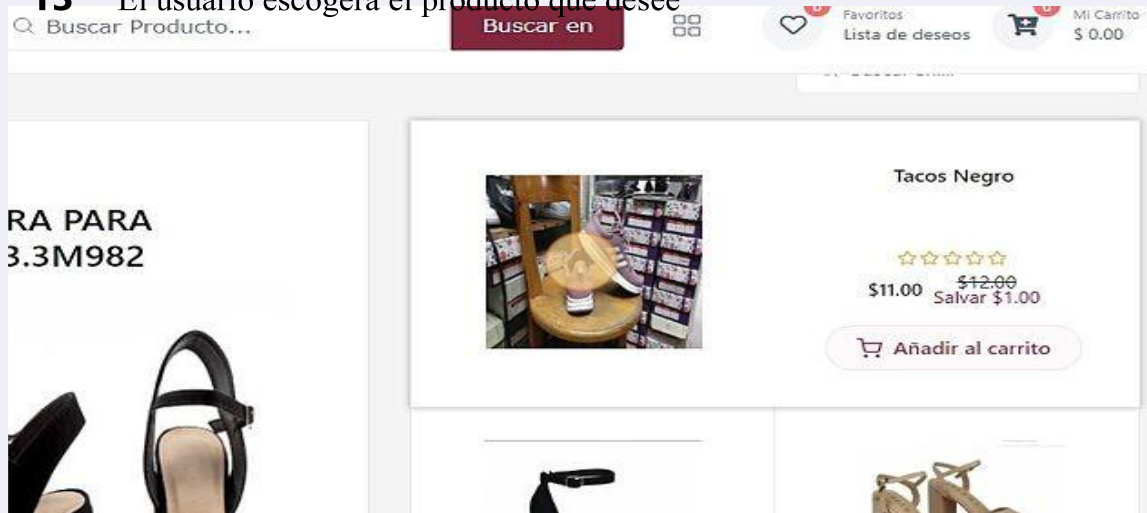 13 El usuario escogerá el producto que desee
Buscar Producto...
Buscar en
Favoritos
Lista de deseos
Mi Carrito
$ 0.00
RA PARA
3.3M982
Tacos Negro
$11.00
$12.00
Salvar $1.00
Añadir al carrito